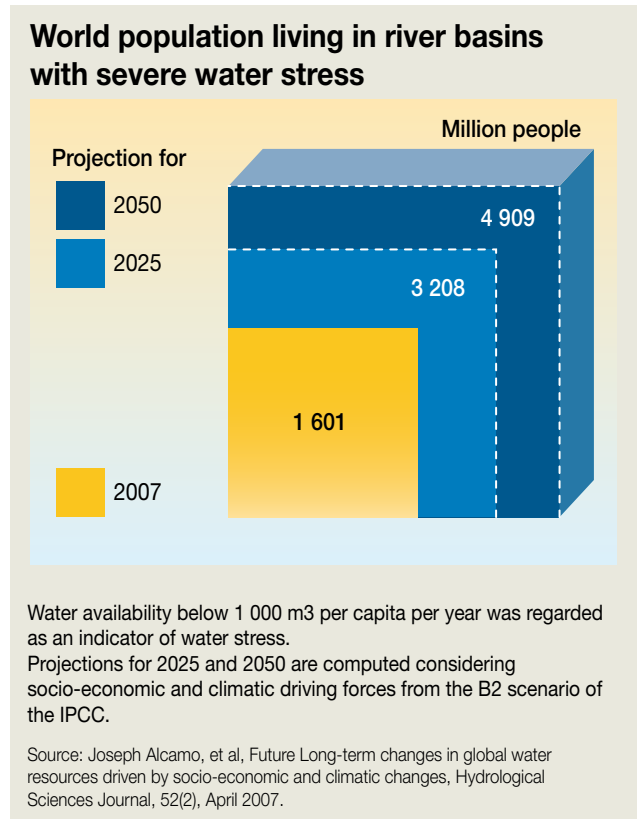 World population living in river basins
with severe water stress
Million people
Projection for
2050
2025
4 909
3 208
1 601
2007
Water availability below 1 000 m3 per capita per year was regarded
as an indicator of water stress.
Projections for 2025 and 2050 are computed considering
socio-economic and climatic driving forces from the B2 scenario of
the IPCC.
Source: Joseph Alcamo, et al, Future Long-term changes in global water
resources driven by socio-economic and climatic changes, Hydrological
Sciences Journal, 52(2), April 2007.